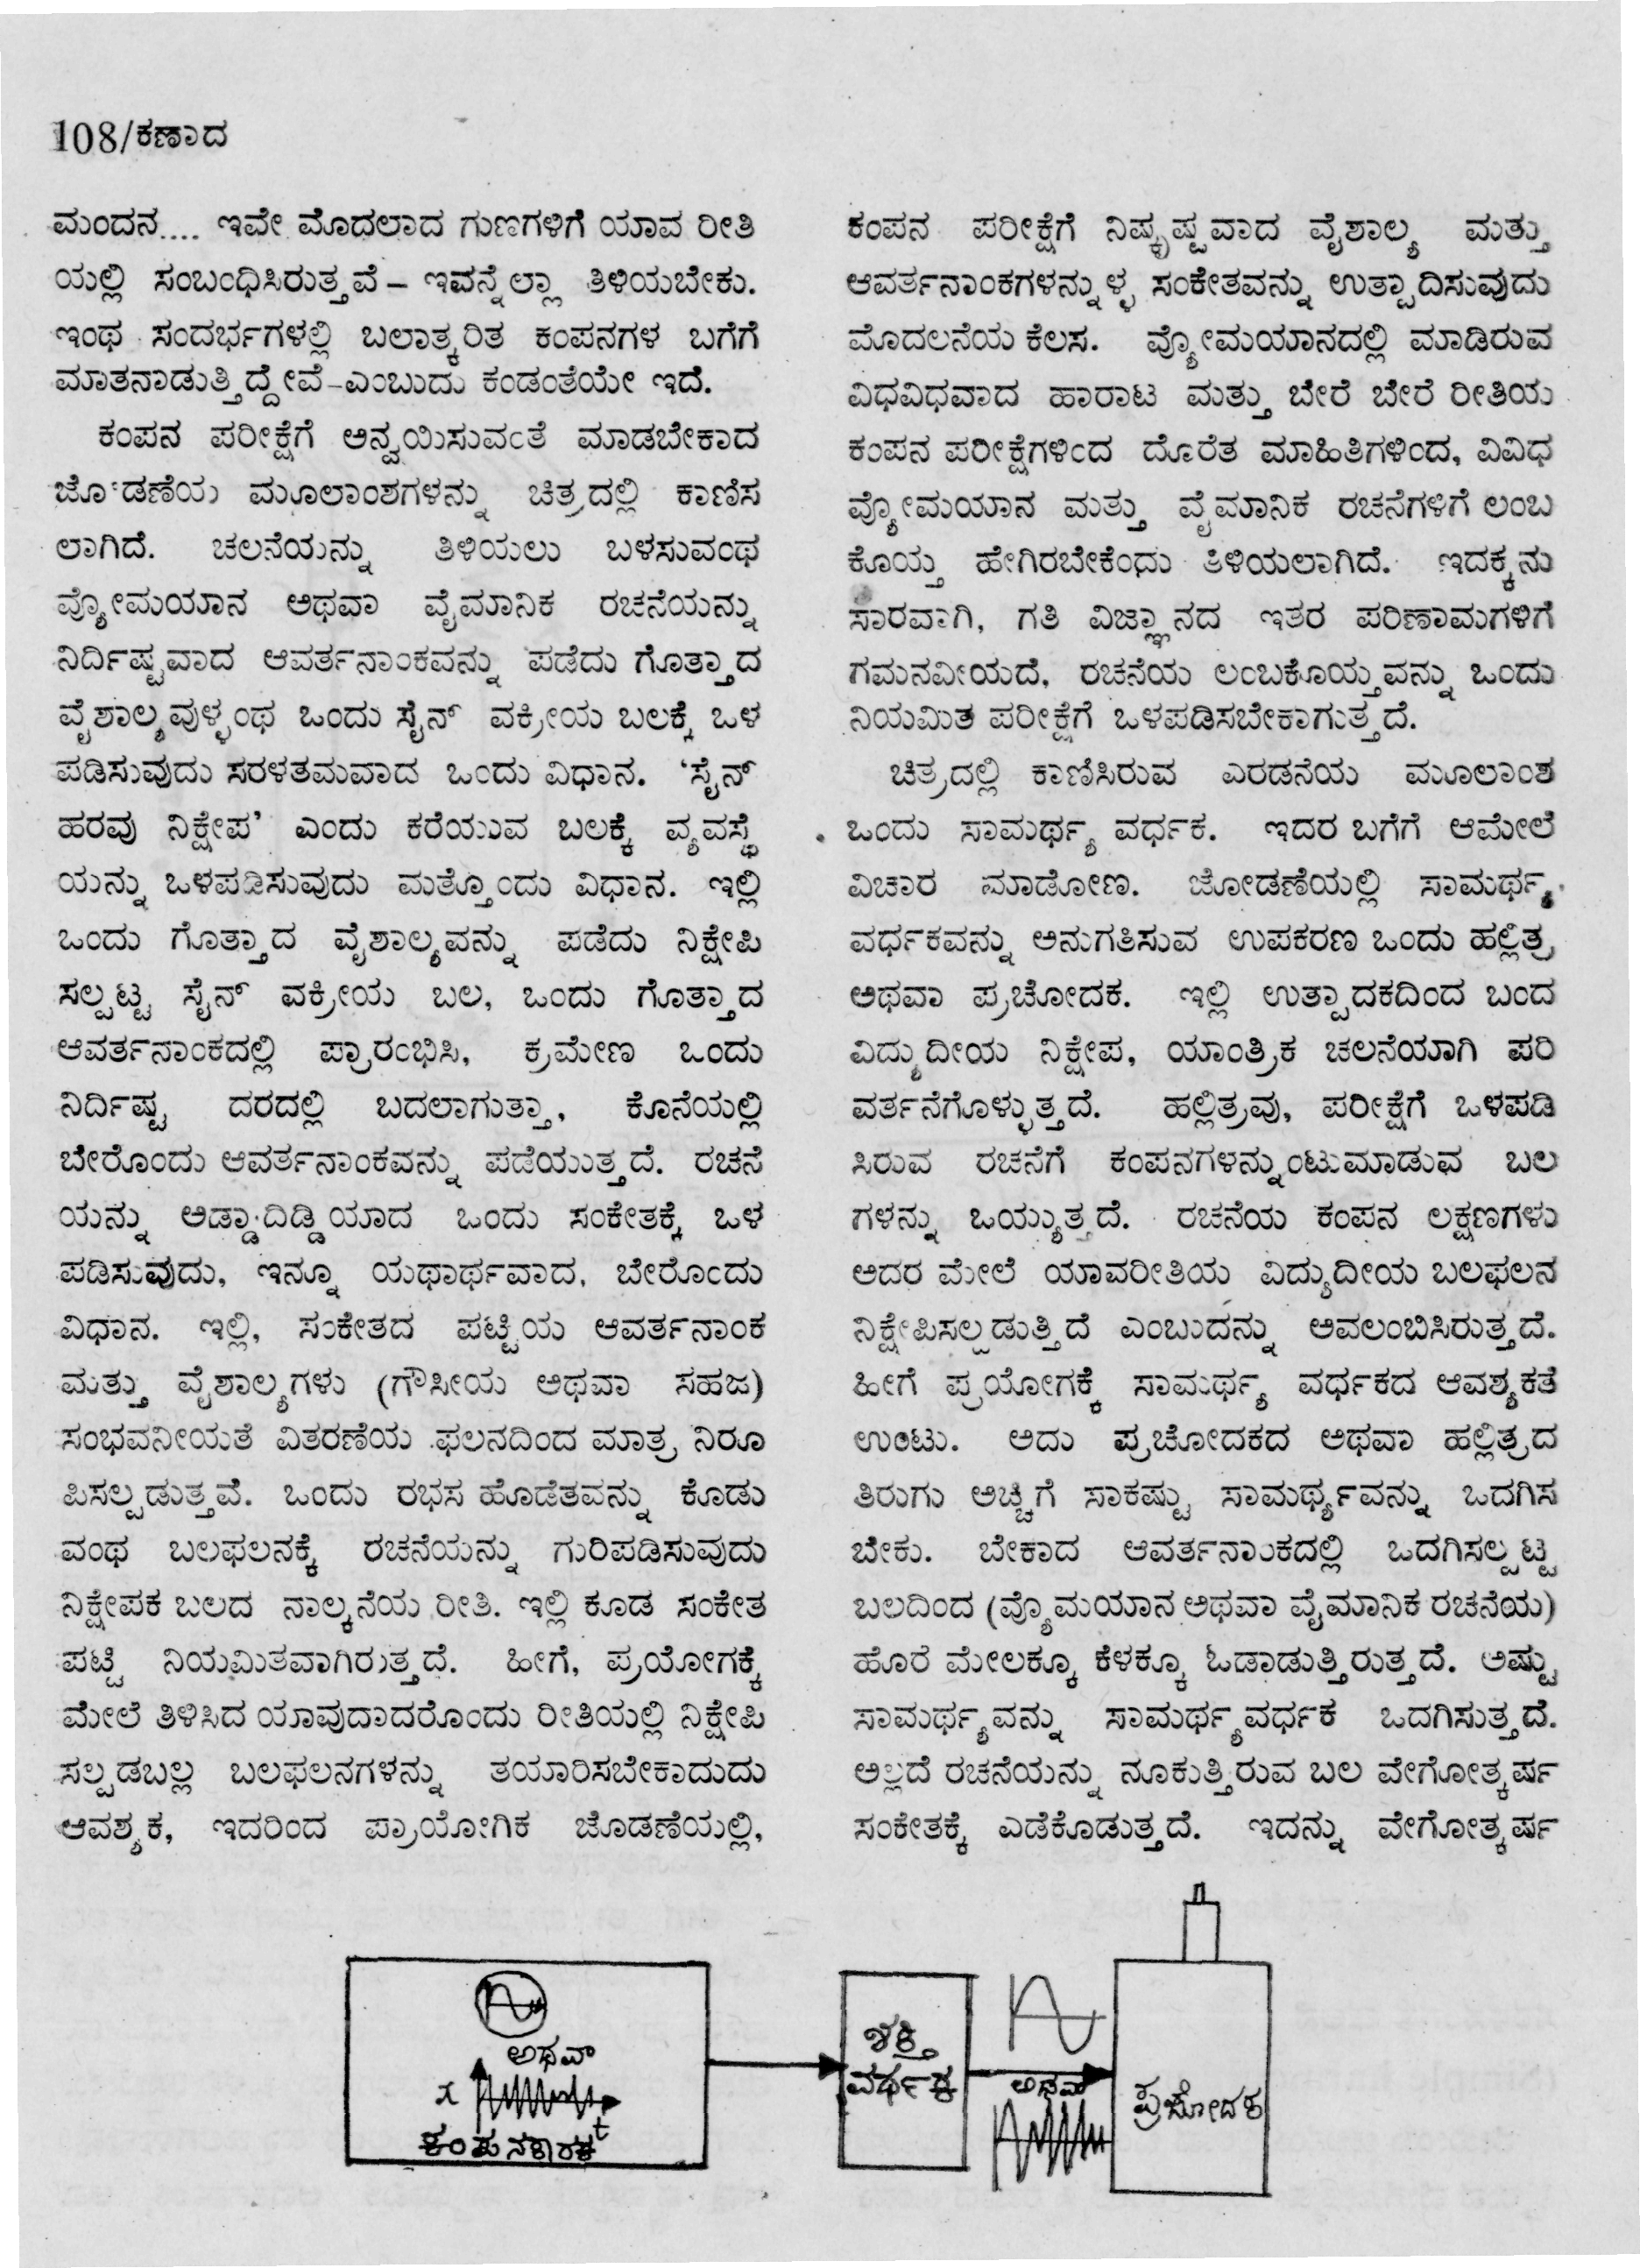 108/ಕಣಾದ
ಮಂದನ.... ಇವೇ ಮೊದಲಾದ ಗುಣಗಳಿಗೆ ಯಾವ ರೀತಿ
ಯಲ್ಲಿ ಸಂಬಂಧಿಸಿರುತ್ತವೆ – ಇವನ್ನೆಲ್ಲಾ ತಿಳಿಯಬೇಕು.
ಇಂಥ ಸಂದರ್ಭಗಳಲ್ಲಿ ಬಲಾತ್ಕರಿತ ಕಂಪನಗಳ ಬಗೆಗೆ
ಮಾತನಾಡುತ್ತಿದ್ದೇವೆ-ಎಂಬುದು ಕಂಡಂತೆಯೇ ಇದೆ.
ಕಂಪನ ಪರೀಕ್ಷೆಗೆ ಅನ್ವಯಿಸುವಂತೆ ಮಾಡಬೇಕಾದ
ಜೋಡಣೆಯ ಮೂಲಾಂಶಗಳನ್ನು ಚಿತ್ರದಲ್ಲಿ ಕಾಣಿಸ
ಲಾಗಿದೆ. ಚಲನೆಯನ್ನು ತಿಳಿಯಲು ಬಳಸುವಂಥ
ವ್ಯೋಮಯಾನ ಅಥವಾ ವೈಮಾನಿಕ ರಚನೆಯನ್ನು
ನಿರ್ದಿಷ್ಟವಾದ ಆವರ್ತನಾಂಕವನ್ನು ಪಡೆದು ಗೊತ್ತಾದ
ವೈಶಾಲ್ಯವುಳ್ಳಂಥ ಒಂದು ಸೈನ್ ವಕ್ರೀಯ ಬಲಕ್ಕೆ ಒಳ
ಪಡಿಸುವುದು ಸರಳತಮವಾದ ಒಂದು ವಿಧಾನ. ‘ಸೈನ್
ಹರವು ನಿಕ್ಷೇಪ’ ಎಂದು ಕರೆಯುವ ಬಲಕ್ಕೆ ವ್ಯವಸ್ಥೆ
ಯನ್ನು ಒಳಪಡಿಸುವುದು ಮತ್ತೊಂದು ವಿಧಾನ. ಇಲ್ಲಿ
ಒಂದು ಗೊತ್ತಾದ ವೈಶಾಲ್ಯವನ್ನು ಪಡೆದು ನಿಕ್ಷೇಪಿ
ಸಲ್ಪಟ್ಟ ಸೈನ್ ವಕ್ರೀಯ ಬಲ, ಒಂದು ಗೊತ್ತಾದ
ಆವರ್ತನಾಂಕದಲ್ಲಿ ಪ್ರಾರಂಭಿಸಿ, ಕ್ರಮೇಣ ಒಂದು
ನಿರ್ದಿಷ್ಟ ದರದಲ್ಲಿ ಬದಲಾಗುತ್ತಾ, ಕೊನೆಯಲ್ಲಿ
ಬೇರೊಂದು ಆವರ್ತನಾಂಕವನ್ನು ಪಡೆಯುತ್ತದೆ. ರಚನೆ
ಯನ್ನು ಅಡ್ಡಾದಿಡ್ಡಿಯಾದ ಒಂದು ಸಂಕೇತಕ್ಕೆ ಒಳ
ಪಡಿಸುವುದು, ಇನ್ನೂ ಯಥಾರ್ಥವಾದ, ಬೇರೊಂದು
ವಿಧಾನ. ಇಲ್ಲಿ, ಸಂಕೇತದ ಪಟ್ಟಿಯ ಆವರ್ತನಾಂಕ
ಮತ್ತು ವೈಶಾಲ್ಯಗಳು (ಗೌಸೀಯ ಅಥವಾ ಸಹಜ)
ಸಂಭವನೀಯತೆ ವಿತರಣೆಯ ಫಲನದಿಂದ ಮಾತ್ರ ನಿರೂ
ಪಿಸಲ್ಪಡುತ್ತವೆ. ಒಂದು ರಭಸ ಹೊಡೆತವನ್ನು ಕೊಡು
ವಂಥ ಬಲಫಲನಕ್ಕೆ ರಚನೆಯನ್ನು ಗುರಿಪಡಿಸುವುದು
ನಿಕ್ಷೇಪಕ ಬಲದ ನಾಲ್ಕನೆಯ ರೀತಿ. ಇಲ್ಲಿ ಕೂಡ ಸಂಕೇತ
ಪಟ್ಟಿ ನಿಯಮಿತವಾಗಿರುತ್ತದೆ. ಹೀಗೆ, ಪ್ರಯೋಗಕ್ಕೆ
ಮೇಲೆ ತಿಳಿಸಿದ ಯಾವುದಾದರೊಂದು ರೀತಿಯಲ್ಲಿ ನಿಕ್ಷೇಪಿ
ಸಲ್ಪಡಬಲ್ಲ ಬಲಫಲನಗಳನ್ನು ತಯಾರಿಸಬೇಕಾದುದು
ಆವಶ್ಯಕ, ಇದರಿಂದ ಪ್ರಾಯೋಗಿಕ ಜೊಡಣೆಯಲ್ಲಿ,
ಕಂಪನ ಪರೀಕ್ಷೆಗೆ ನಿಷ್ಕೃಷ್ಟವಾದ ವೈಶಾಲ್ಯ ಮತ್ತು
ಆವರ್ತನಾಂಕಗಳನ್ನುಳ್ಳ ಸಂಕೇತವನ್ನು ಉತ್ಪಾದಿಸುವುದು
ಮೊದಲನೆಯ ಕೆಲಸ. ವ್ಯೋಮಯಾನದಲ್ಲಿ ಮಾಡಿರುವ
ವಿಧವಿಧವಾದ ಹಾರಾಟ ಮತ್ತು ಬೇರೆ ಬೇರೆ ರೀತಿಯ
ಕಂಪನ ಪರೀಕ್ಷೆಗಳಿಂದ ದೊರೆತ ಮಾಹಿತಿಗಳಿಂದ, ವಿವಿಧ
ವ್ಯೋಮಯಾನ ಮತ್ತು ವೈಮಾನಿಕ ರಚನೆಗಳಿಗೆ ಲಂಬ
ಕೊಯ್ತ ಹೇಗಿರಬೇಕೆಂದು ತಿಳಿಯಲಾಗಿದೆ. ಇದಕ್ಕನು
ಸಾರವಾಗಿ, ಗತಿ ವಿಜ್ಞಾನದ ಇತರ ಪರಿಣಾಮಗಳಿಗೆ
ಗಮನವೀಯದೆ, ರಚನೆಯ ಲಂಬಕೊಯ್ತವನ್ನು ಒಂದು
ನಿಯಮಿತ ಪರೀಕ್ಷೆಗೆ ಒಳಪಡಿಸಬೇಕಾಗುತ್ತದೆ.
ಚಿತ್ರದಲ್ಲಿ ಕಾಣಿಸಿರುವ ಎರಡನೆಯ ಮೂಲಾಂಶ
ಒಂದು ಸಾಮರ್ಥ್ಯ ವರ್ಧಕ. ಇದರ ಬಗೆಗೆ ಆಮೇಲೆ
ವಿಚಾರ ಮಾಡೋಣ. ಜೋಡಣೆಯಲ್ಲಿ ಸಾಮರ್ಥ್ಯ
ವರ್ಧಕವನ್ನು ಅನುಗತಿಸುವ ಉಪಕರಣ ಒಂದು ಹಲ್ಲಿತ್ರ
ಅಥವಾ ಪ್ರಚೋದಕ. ಇಲ್ಲಿ ಉತ್ಪಾದಕದಿಂದ ಬಂದ
ವಿದ್ಯುದೀಯ ನಿಕ್ಷೇಪ, ಯಾಂತ್ರಿಕ ಚಲನೆಯಾಗಿ ಪರಿ
ವರ್ತನೆಗೊಳ್ಳುತ್ತದೆ. ಹಲ್ಲಿತ್ರವು, ಪರೀಕ್ಷೆಗೆ ಒಳಪಡಿ
ಸಿರುವ ರಚನೆಗೆ ಕಂಪನಗಳನ್ನುಂಟುಮಾಡುವ ಬಲ
ಗಳನ್ನು ಒಯ್ಯುತ್ತದೆ. ರಚನೆಯ ಕಂಪನ ಲಕ್ಷಣಗಳು
ಅದರ ಮೇಲೆ ಯಾವರೀತಿಯ ವಿದ್ಯುದೀಯ ಬಲಫಲನ
ನಿಕ್ಷೇಪಿಸಲ್ಪಡುತ್ತಿದೆ ಎಂಬುದನ್ನು ಅವಲಂಬಿಸಿರುತ್ತದೆ.
ಹೀಗೆ ಪ್ರಯೋಗಕ್ಕೆ ಸಾಮರ್ಥ್ಯ ವರ್ಧಕದ ಆವಶ್ಯಕತೆ
ಉಂಟು. ಅದು ಪ್ರಚೋದಕದ ಅಥವಾ ಹಲ್ಲಿತ್ರದ
ತಿರುಗು ಅಚ್ಚಿಗೆ ಸಾಕಷ್ಟು ಸಾಮರ್ಥ್ಯವನ್ನು ಒದಗಿಸ
ಬೇಕು. ಬೇಕಾದ ಆವರ್ತನಾಂಕದಲ್ಲಿ ಒದಗಿಸಲ್ಪಟ್ಟ
ಬಲದಿಂದ (ವ್ಯೊಮಯಾನ ಅಥವಾ ವೈಮಾನಿಕ ರಚನೆಯ)
ಹೊರೆ ಮೇಲಕ್ಕೂ ಕೆಳಕ್ಕೂ ಓಡಾಡುತ್ತಿರುತ್ತದೆ. ಅಷ್ಟು
ಸಾಮರ್ಥ್ಯವನ್ನು ಸಾಮರ್ಥ್ಯವರ್ಧಕ ಒದಗಿಸುತ್ತದೆ.
ಅಲ್ಲದೆ ರಚನೆಯನ್ನು ನೂಕುತ್ತಿರುವ ಬಲ ವೇಗೋತ್ಕರ್ಷ
ಸಂಕೇತಕ್ಕೆ ಎಡೆಕೊಡುತ್ತದೆ. ಇದನ್ನು ವೇಗೋತ್ಕರ್ಷ
ಅಥವಾ
x
t
ಕಂಪನಕಾರಕ
ಶಕ್ತಿ
ವರ್ಧಕ
ಅಥವಾ
ಪ್ರಚೋದಕ